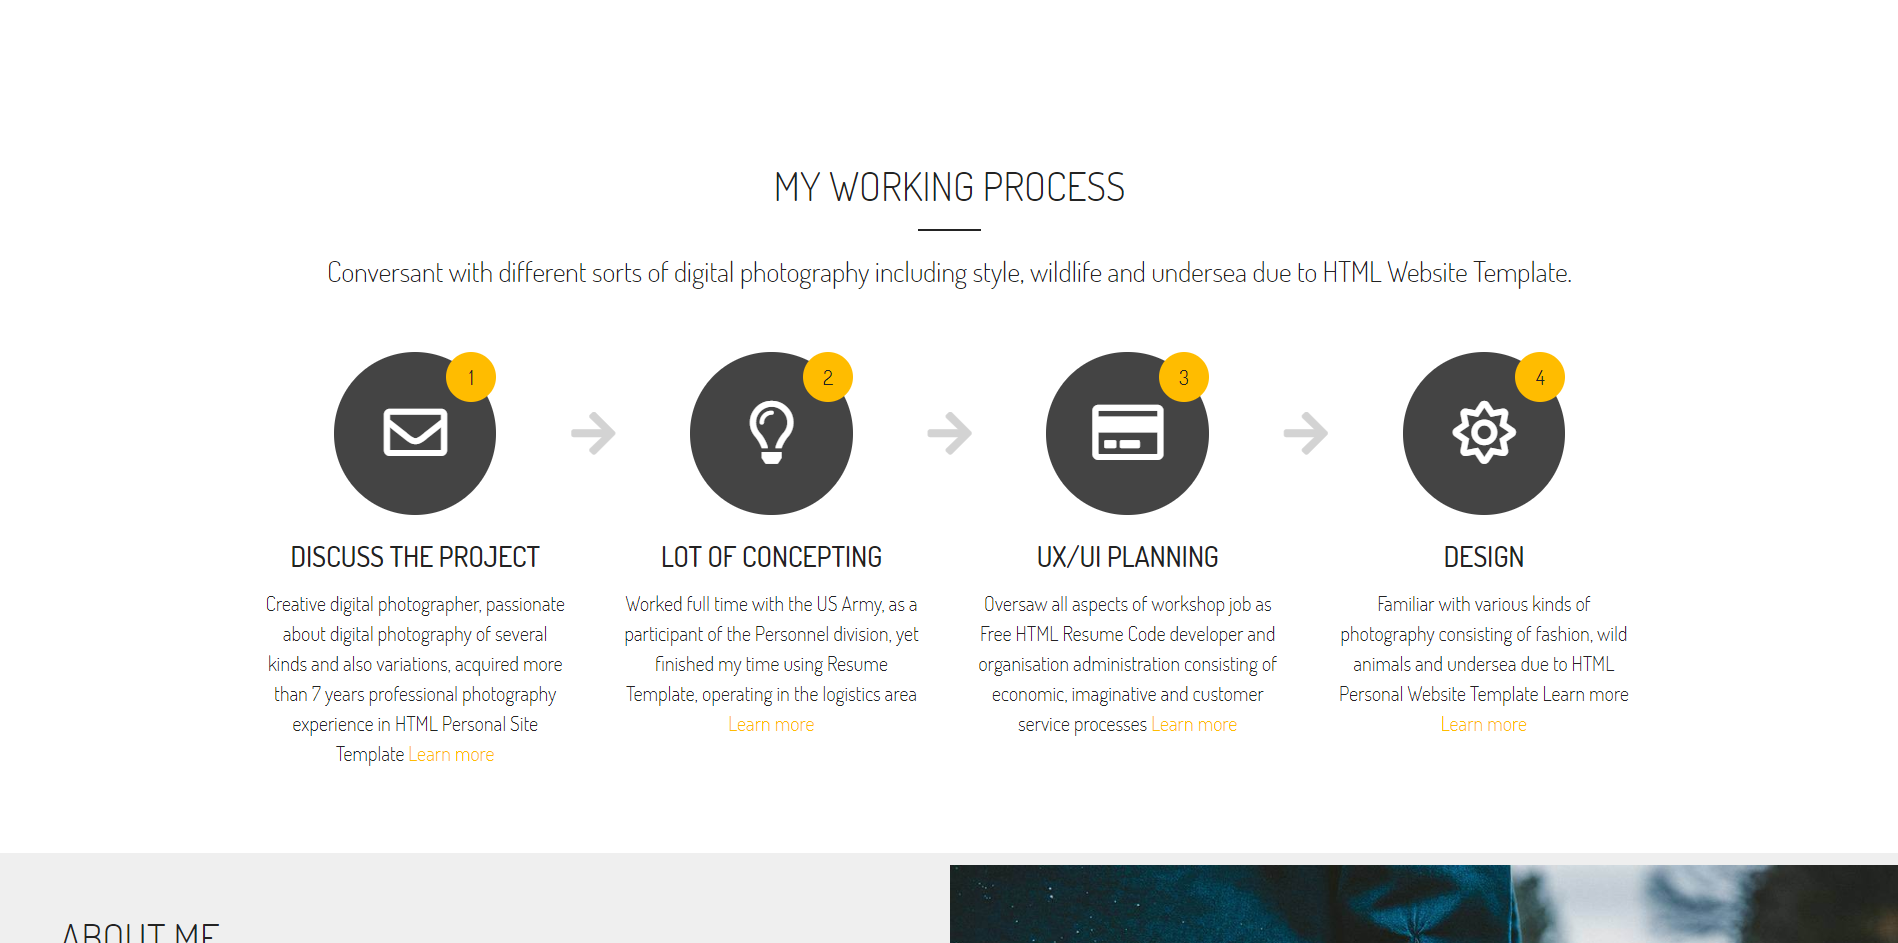 MY WORKING PROCESS
Conversant with different sorts of digital photography including style, wildlife and undersea due to HTML Website Template.
1
2
3
4
DISCUSS THE PROJECT
Creative digital photographer, passionate
about digital photography of several
kinds and also variations, acquired more
than 7 years professional photography
experience in HTML Personal Site
Template Learn more
LOT OF CONCEPTING
Worked full time with the US Army, as a
participant of the Personnel division, yet
finished my time using Resume
Template, operating in the logistics area
Learn more
UX/UI PLANNING
Oversaw all aspects of workshop job as
Free HTML Resume Code developer and
organisation administration consisting of
economic, imaginative and customer
service processes Learn more
DESIGN
Familiar with various kinds of
photography consisting of fashion, wild
animals and undersea due to HTML
Personal Website Template Learn more
Learn more
ABOUT ME